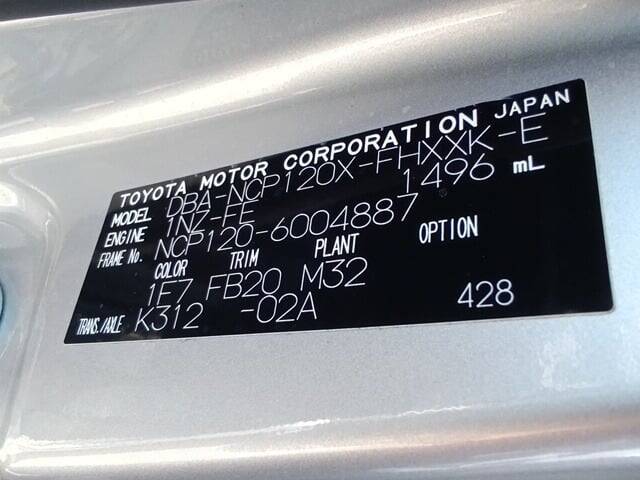 TOYOTA MOTOR CORPORATION JAPAN
MODEL DBA-NCP120X-FHXXK-E
ENGINE 1NZ-FE 1496 mL
FRAME No. NCP120-6004887
COLOR TRIM PLANT OPTION
1E7 FB20 M32
TRANS./AXLE K312 -02A 428